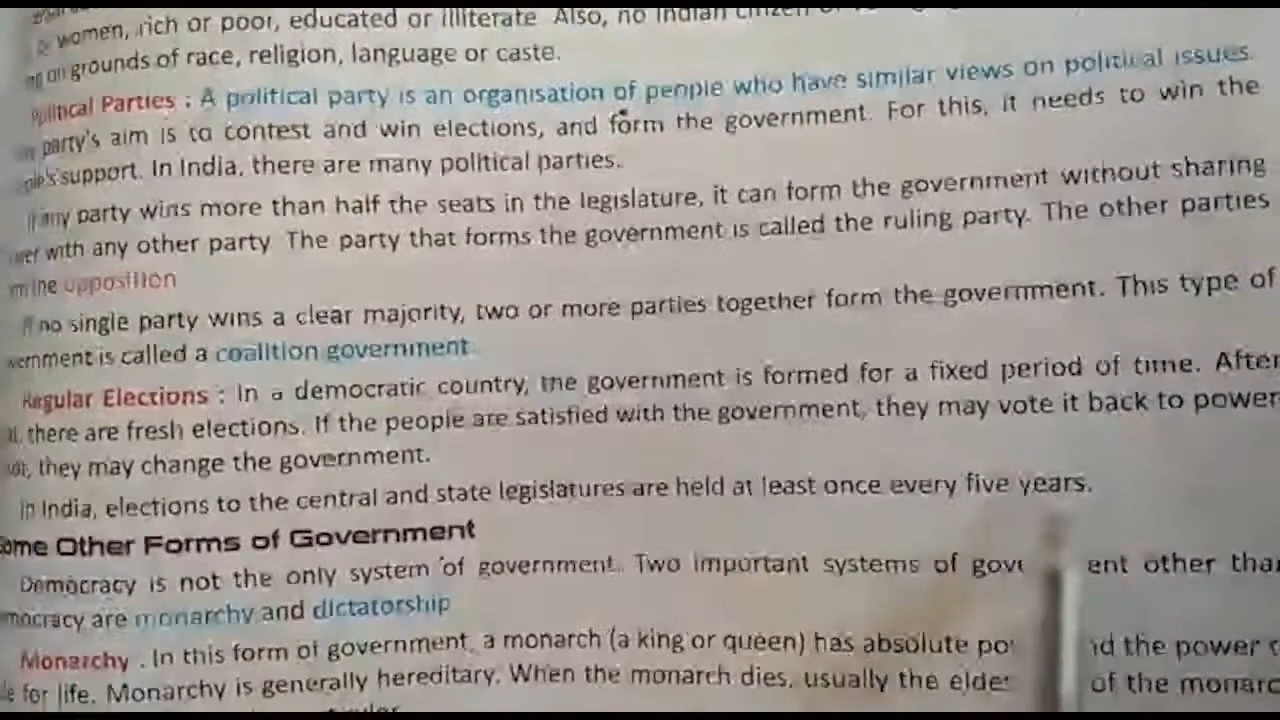 women, rich or poor, educated or illiterate Also, no Indian citizen
on grounds of race, religion, language or caste.
Political Parties : A political party is an organisation of people who have similar views on political issues
party's aim is to contest and win elections, and form the government. For this, it needs to win the
support. In India, there are many political parties.
If any party wins more than half the seats in the legislature, it can form the government without sharing
with any other party The party that forms the government is called the ruling party. The other parties
opposition
If no single party wins a clear majority, two or more parties together form the government. This type of
is called a coalition government
Regular Elections : In a democratic country, the government is formed for a fixed period of time. After
there are fresh elections. If the people are satisfied with the government, they may vote it back to power
they may change the government.
In India, elections to the central and state legislatures are held at least once every five years.
Other Forms of Government
Democracy is not the only system of government. Two important systems of other
are monarchy and dictatorship
Monarchy . In this form of government, a monarch (a king or queen) has absolute the power
for life. Monarchy is generally hereditary. When the monarch dies, usually the of the